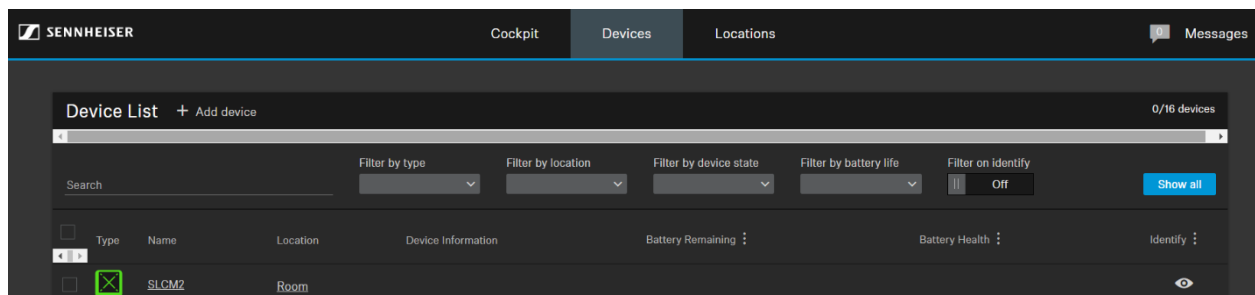 SENNHEISER Cockpit Devices Locations 0 Messages
Device List + Add device 0/16 devices
Filter by type Filter by location Filter by device state Filter by battery life Filter on identify
Search Off Show all
Type Name Location Device Information Battery Remaining Battery Health Identify
SLCM2 Room